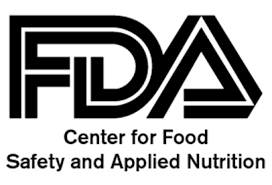 FDA
Center for Food
Safety and Applied Nutrition